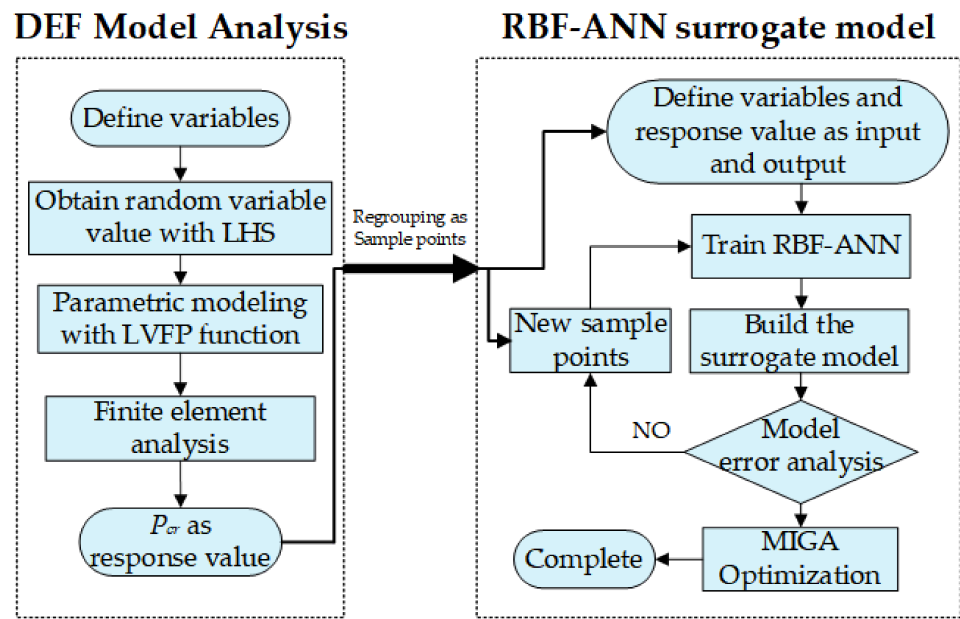 DEF Model Analysis
Define variables
Obtain random variable
value with LHS
Parametric modeling
with LVFP function
Finite element
analysis
Pcr as
response value
Regrouping as
Sample points
RBF-ANN surrogate model
Define variables and
response value as input
and output
Train RBF-ANN
New sample
points
Build the
surrogate model
NO
Model
error analysis
MIGA
Optimization
Complete